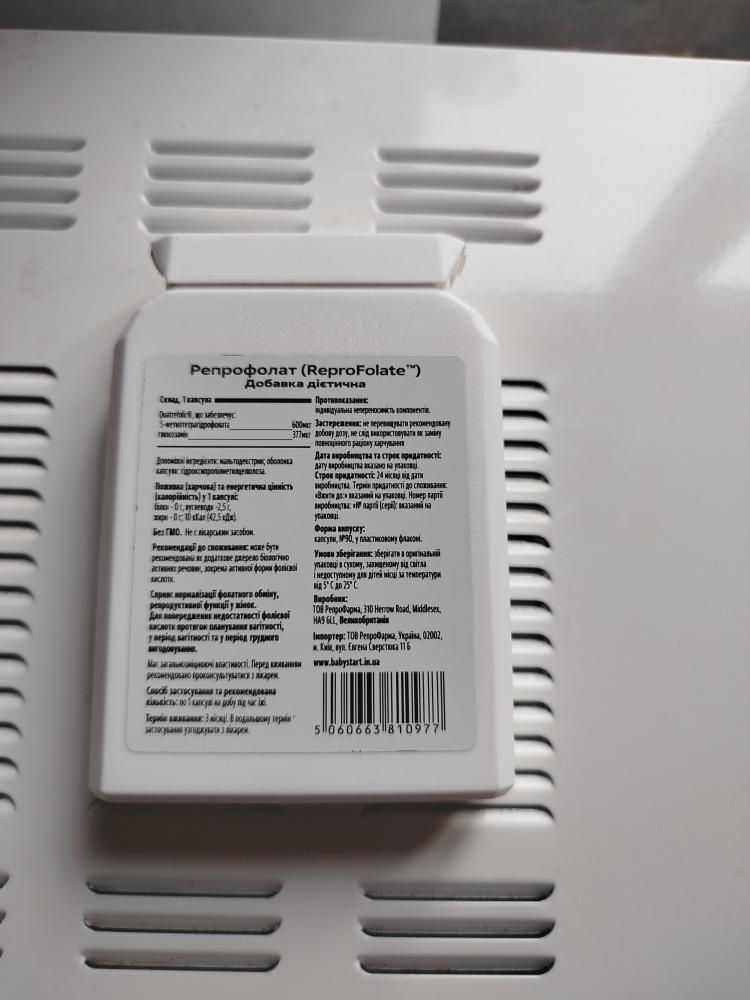 Репрофолат (ReproFolate™)
Добавка дієтична
Склад, 1 капсула
Quatrefolic®, що забезпечує:
5-метилтетрагідрофолата 600мкг
глюкозамін 377мкг
Допоміжні інгредієнти: мальтодекстрин; оболонка
капсули: гідроксипропілметилцелюлоза.
Поживна (харчова) та енергетична цінність
(калорійність) у 1 капсулі:
білки - 0 г, вуглеводи -2,5 г,
жири - 0 г; 10 кКал (42,5 кДж).
Без ГМО. Не є лікарським засобом.
Рекомендації до споживання: може бути
рекомендована як додаткове джерело біологічно
активних речовин, зокрема активної форми фолієвої
кислоти.
Сприяє нормалізації фолатного обміну,
репродуктивної функції у жінок.
Для попередження недостатності фолієвої
кислоти протягом планування вагітності,
у період вагітності та у період грудного
вигодовування.
Має загальнозміцнюючі властивості. Перед вживанням
рекомендовано проконсультуватися з лікарем.
Спосіб застосування та рекомендована
кількість: по 1 капсулі на добу під час їжі.
Термін вживання: 3 місяці. В подальшому термін
застосування узгоджувати з лікарем.
Протипоказання:
індивідуальна непереносимість компонентів.
Застереження: не перевищувати рекомендовану
добову дозу, не слід використовувати як заміну
повноцінного раціону харчування
Дата виробництва та строк придатності:
дату виробництва вказано на упаковці.
Строк придатності: 24 місяці від дати
виробництва. Термін придатності до споживання:
«Вжити до:» вказаний на упаковці. Номер партії
виробництва: «№ партії (серії): вказаний на
упаковці.
Форма випуску:
капсули, №90, у пластиковому флаконі.
Умови зберігання: зберігати в оригінальній
упаковці в сухому, захищеному від світла
і недоступному для дітей місці за температури
від 5° С до 25° С.
Виробник:
ТОВ РепроФарма, 310 Herrow Road, Middlesex,
HA9 6LL, Великобританія
Імпортер: ТОВ РепроФарма, Україна, 02002,
м. Київ, вул. Євгена Сверстюка 11 Б
www.babystart.in.ua
5 060663 810977